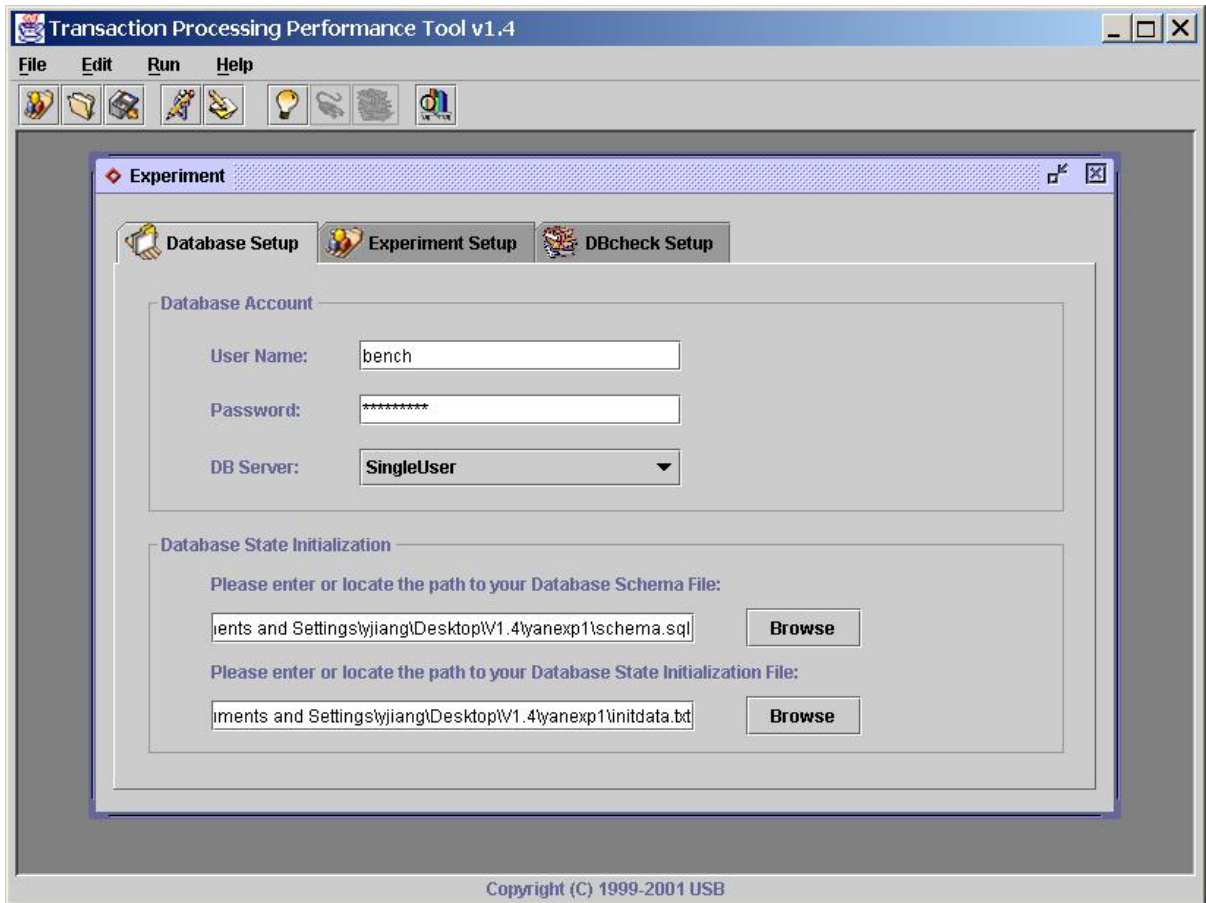 Transaction Processing Performance Tool v1.4
File Edit Run Help
Experiment
Database Setup Experiment Setup DBcheck Setup
Database Account
User Name: bench
Password: *********
DB Server: SingleUser
Database State Initialization
Please enter or locate the path to your Database Schema File:
ents and Settings\yjiang\Desktop\V1.4\yanexp1\schema.sql Browse
Please enter or locate the path to your Database State Initialization File:
ments and Settings\yjiang\Desktop\V1.4\yanexp1\initdata.txt Browse
Copyright (C) 1999-2001 USB